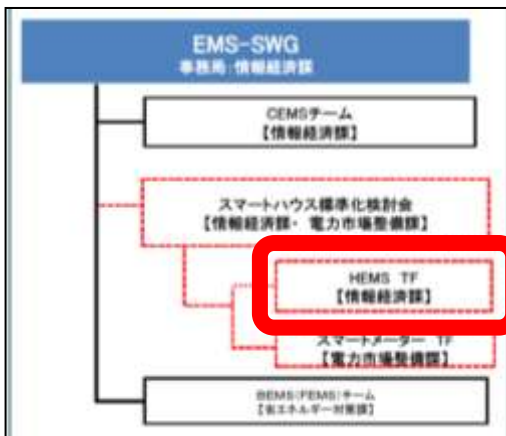 EMS-SWG
事務局:情報経済課
CEMSチーム
【情報経済課】
スマートハウス標準化検討会
【情報経済課・ 電力市場整備課】
HEMS TF
【情報経済課】
スマートメーター TF
【電力市場整備課】
BEMS(FEMS)チーム
【省エネルギー対策課】